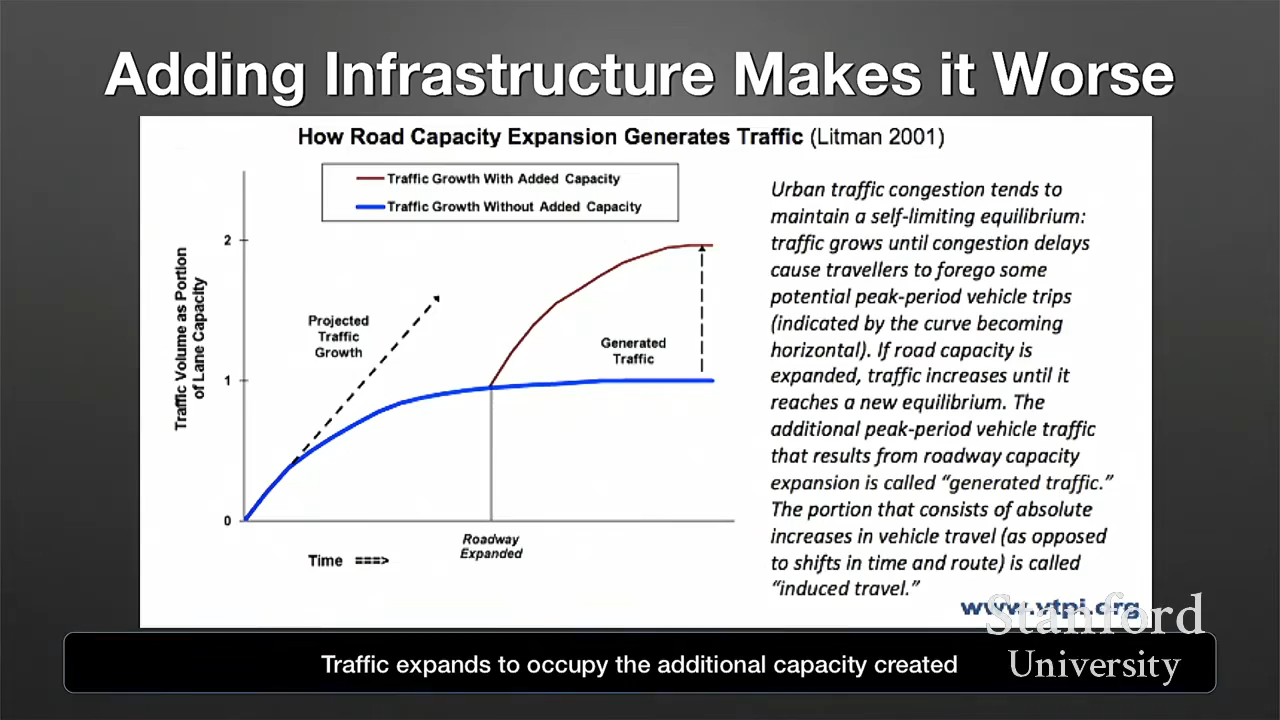 Adding Infrastructure Makes it Worse
How Road Capacity Expansion Generates Traffic (Litman 2001)
Traffic Growth With Added Capacity
Traffic Growth Without Added Capacity
Traffic Volume as Portion
of Lane Capacity
2
1
0
Projected
Traffic
Growth
Generated
Traffic
Roadway
Expanded
Time ===>
Urban traffic congestion tends to
maintain a self-limiting equilibrium:
traffic grows until congestion delays
cause travellers to forego some
potential peak-period vehicle trips
(indicated by the curve becoming
horizontal). If road capacity is
expanded, traffic increases until it
reaches a new equilibrium. The
additional peak-period vehicle traffic
that results from roadway capacity
expansion is called “generated traffic.”
The portion that consists of absolute
increases in vehicle travel (as opposed
to shifts in time and route) is called
“induced travel.”
www.vtpi.org
Stanford
University
Traffic expands to occupy the additional capacity created